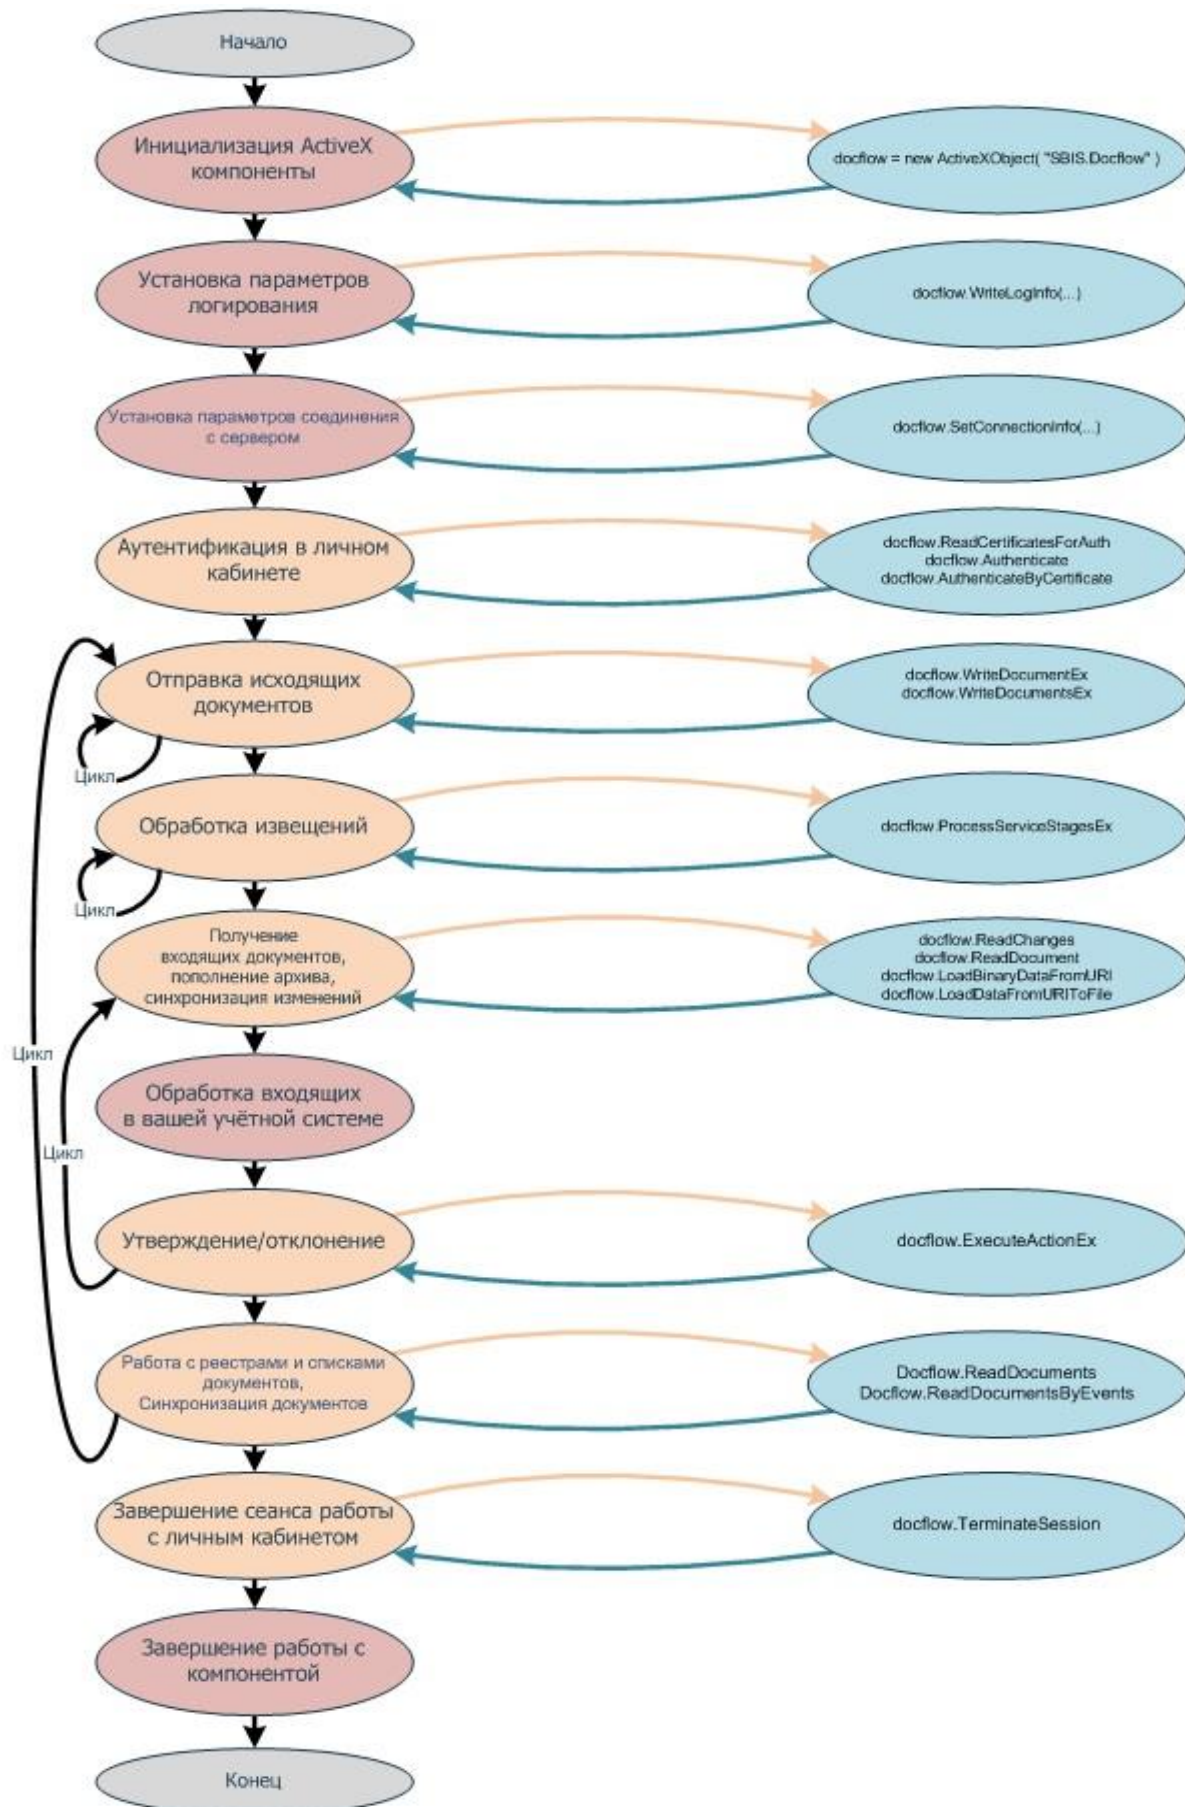 Начало
Инициализация ActiveX
компоненты
docflow = new ActiveXObject( "SBIS.Docflow" )
Установка параметров
логирования
docflow.WriteLogInfo(...)
Установка параметров соединения
с сервером
docflow.SetConnectionInfo(...)
Аутентификация в личном
кабинете
docflow.ReadCertificatesForAuth
docflow.Authenticate
docflow.AuthenticateByCertificate
Отправка исходящих
документов
docflow.WriteDocumentEx
docflow.WriteDocumentsEx
Цикл
Обработка извещений
docflow.ProcessServiceStagesEx
Цикл
Получение
входящих документов,
пополнение архива,
синхронизация изменений
docflow.ReadChanges
docflow.ReadDocument
docflow.LoadBinaryDataFromURI
docflow.LoadDataFromURIToFile
Цикл
Обработка входящих
в вашей учётной системе
Цикл
Утверждение/отклонение
docflow.ExecuteActionEx
Работа с реестрами и списками
документов,
Синхронизация документов
Docflow.ReadDocuments
Docflow.ReadDocumentsByEvents
Завершение сеанса работы
с личным кабинетом
docflow.TerminateSession
Завершение работы с
компонентой
Конец